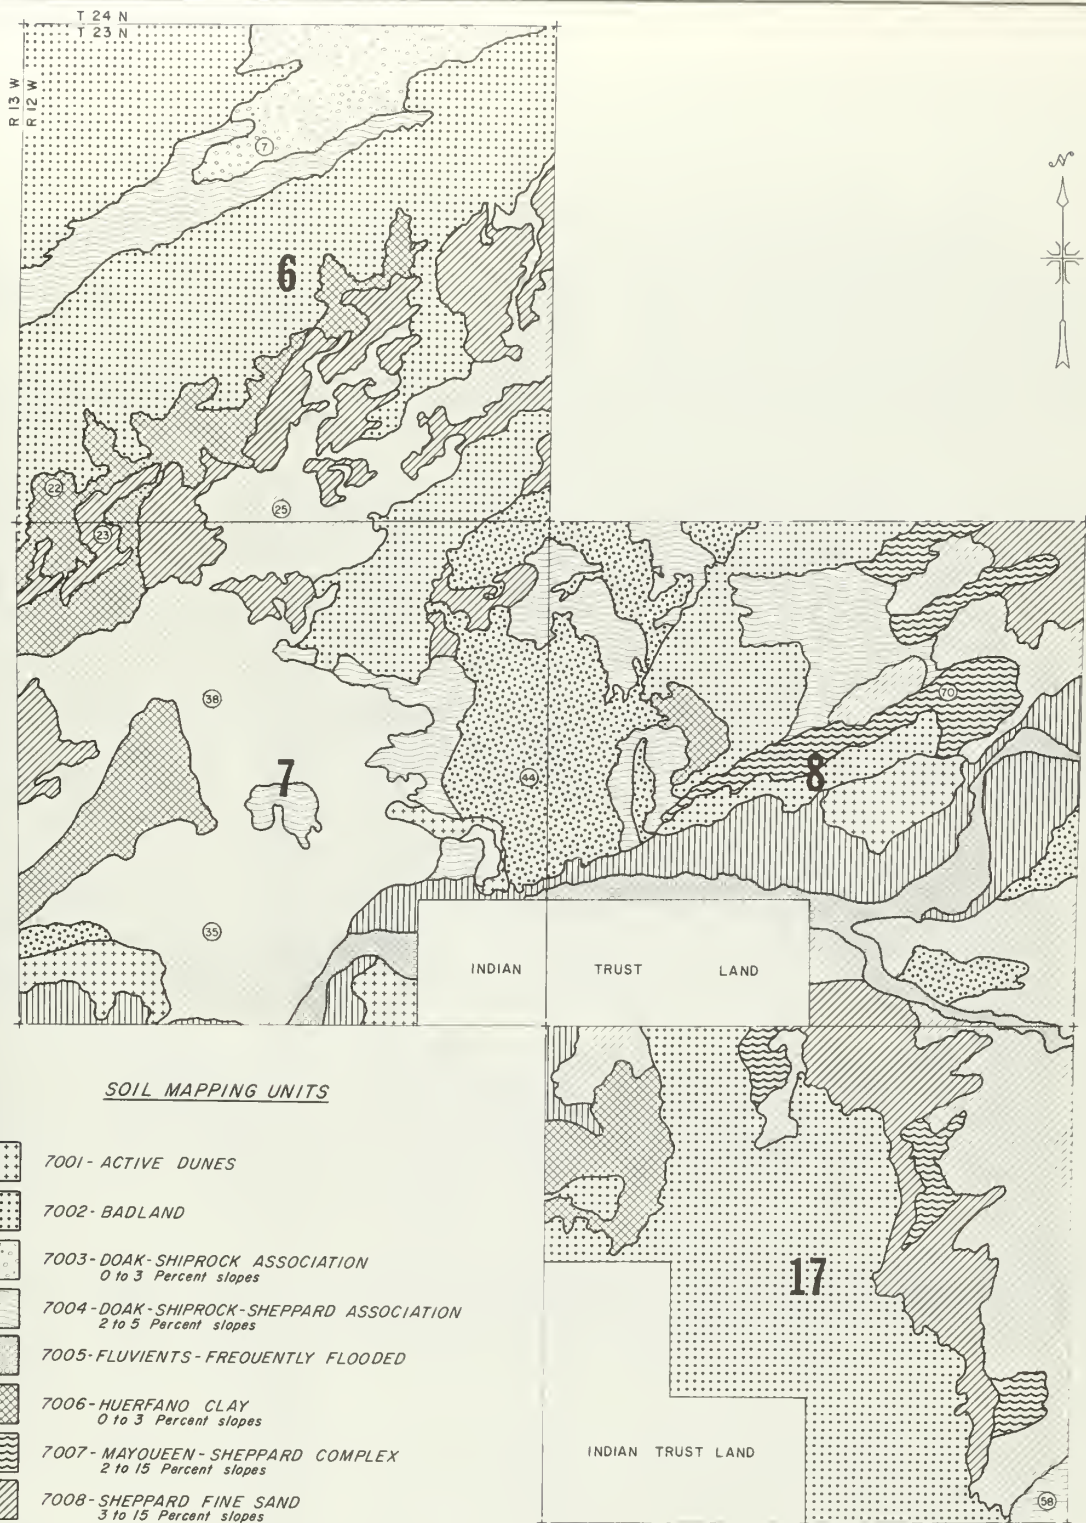 T 24 N
T 23 N
R 13 W
R 12 W
N
7
6
22
25
23
38
70
7
44
8
35
INDIAN TRUST LAND
SOIL MAPPING UNITS
7001- ACTIVE DUNES
7002- BADLAND
7003- DOAK-SHIPROCK ASSOCIATION
0 to 3 Percent slopes
17
7004- DOAK-SHIPROCK-SHEPPARD ASSOCIATION
2 to 5 Percent slopes
7005- FLUVIENTS-FREQUENTLY FLOODED
7006- HUERFANO CLAY
0 to 3 Percent slopes
7007- MAYQUEEN-SHEPPARD COMPLEX
2 to 15 Percent slopes
INDIAN TRUST LAND
7008- SHEPPARD FINE SAND
3 to 15 Percent slopes
58